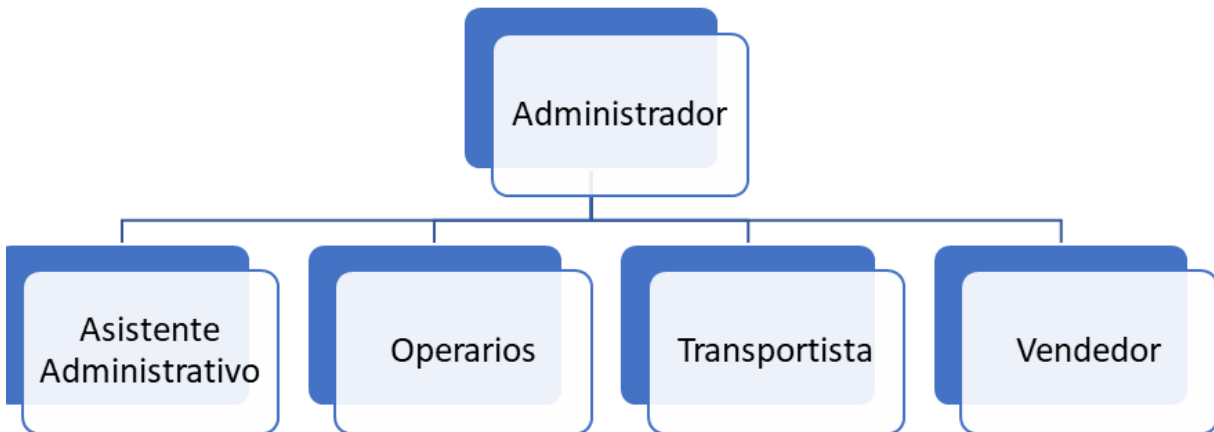 Administrador
Asistente
Administrativo
Operarios
Transportista
Vendedor